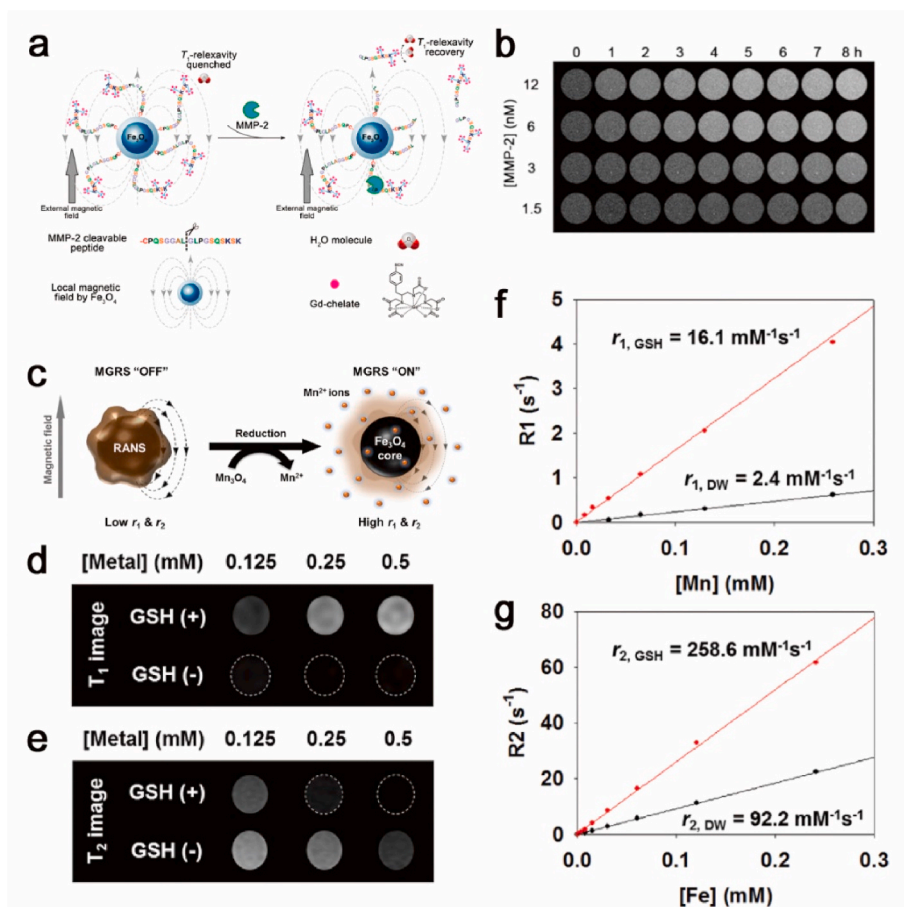 a
T₁-relexavity
quenched
T₁-relexavity
recovery
MMP-2
External magnetic
field
External magnetic
field
MMP-2 cleavable
peptide
-CPQSGGALGLPGSQSKSK
H₂O molecule
Local magnetic
field by Fe₃O₄
Gd-chelate
b
0 1 2 3 4 5 6 7 8 h
[MMP-2] (nM)
12
6
3
1.5
c
MGRS "OFF"
MGRS "ON"
Magnetic field
RANS
Reduction
Mn₃O₄
Mn²⁺
Mn²⁺ ions
Fe₃O₄
core
Low r₁ & r₂
High r₁ & r₂
d
[Metal] (mM) 0.125 0.25 0.5
T₁ image
GSH (+)
GSH (-)
e
[Metal] (mM) 0.125 0.25 0.5
T₂ image
GSH (+)
GSH (-)
f
R1 (s⁻¹)
5
4
3
2
1
0
r₁, GSH = 16.1 mM⁻¹s⁻¹
r₁, DW = 2.4 mM⁻¹s⁻¹
0.0 0.1 0.2 0.3
[Mn] (mM)
g
R2 (s⁻¹)
80
60
40
20
0
r₂, GSH = 258.6 mM⁻¹s⁻¹
r₂, DW = 92.2 mM⁻¹s⁻¹
0.0 0.1 0.2 0.3
[Fe] (mM)